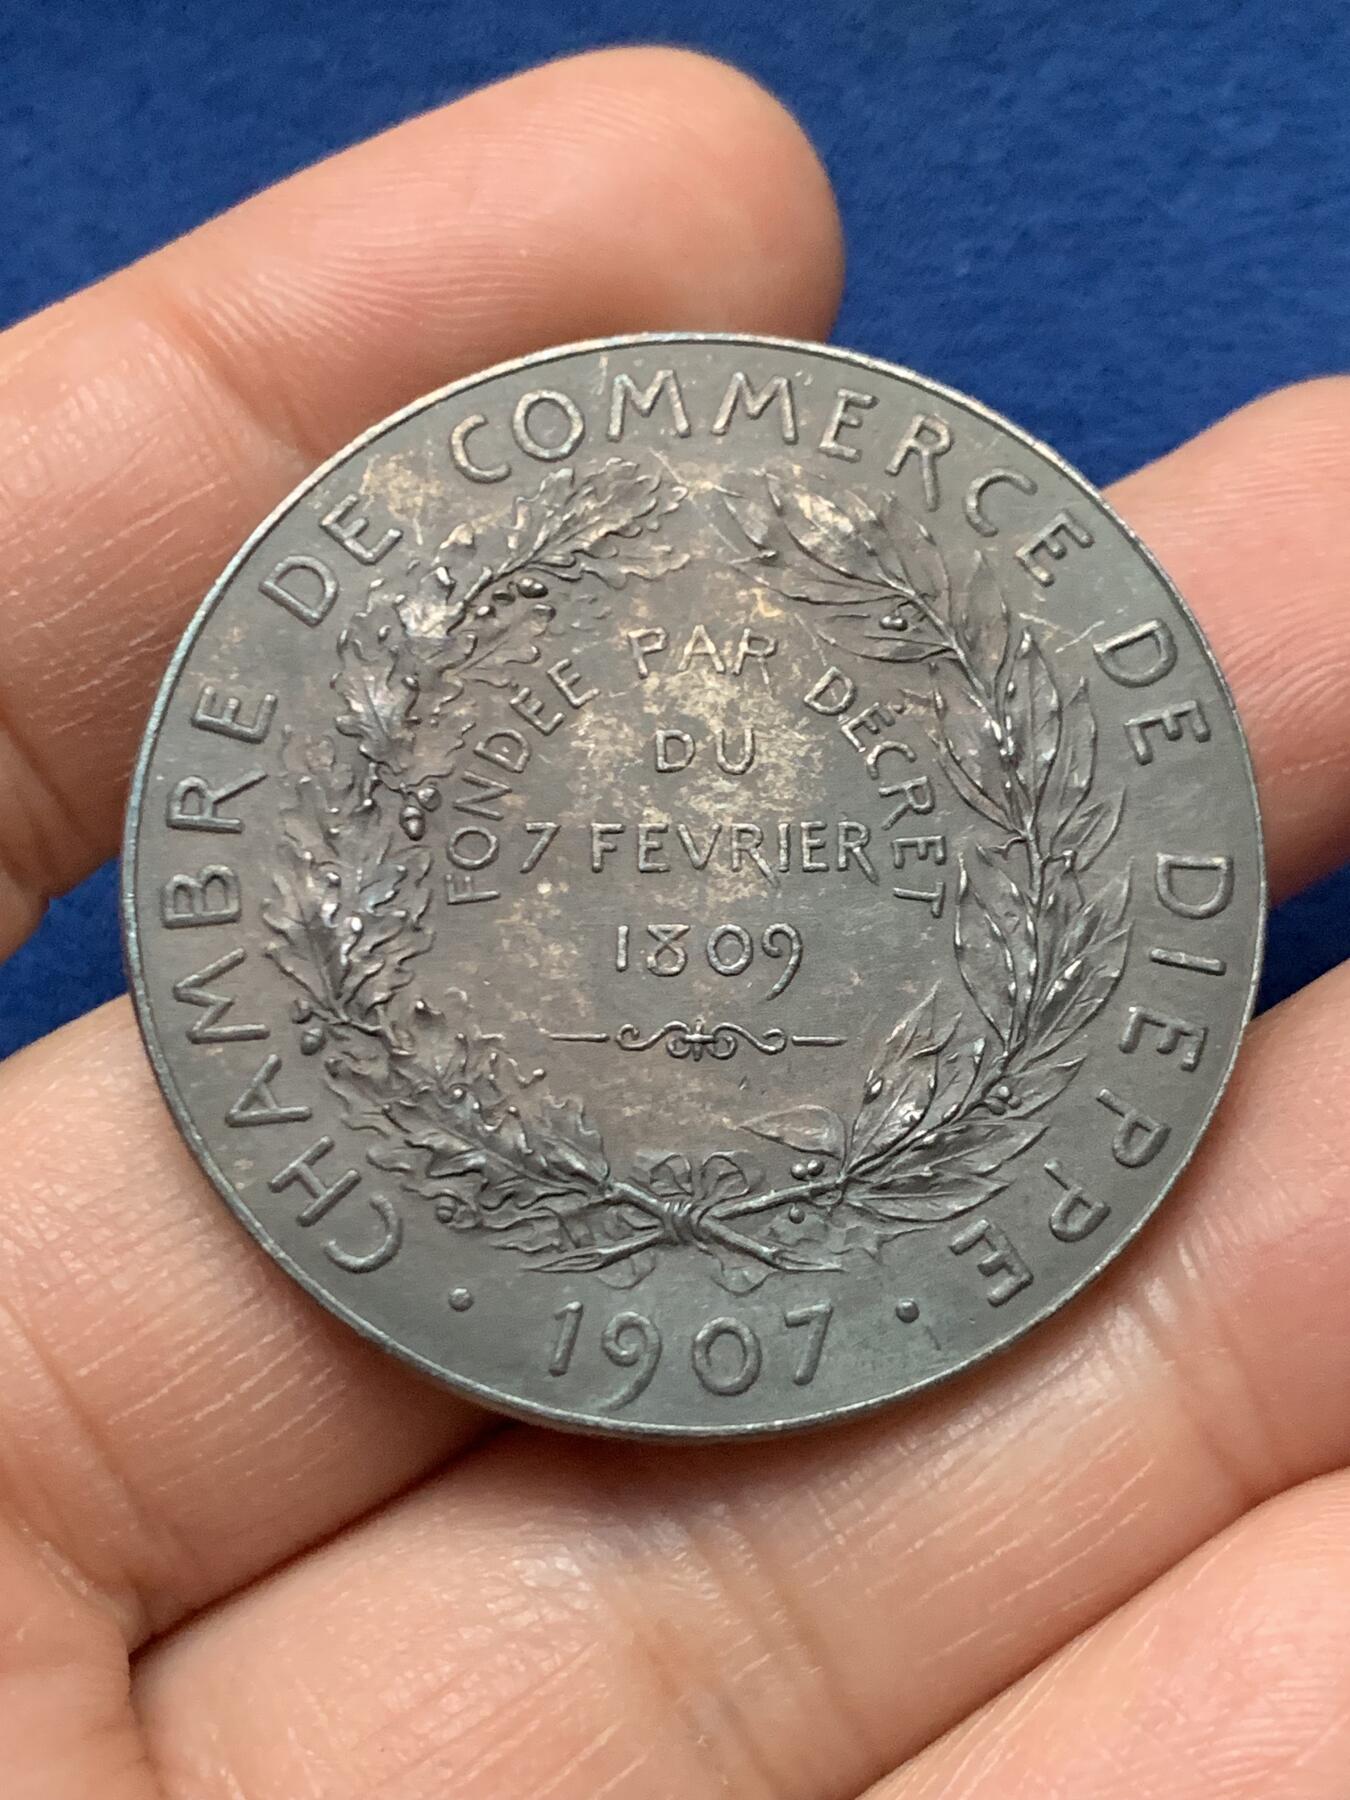 CHAMBRE DE COMMERCE DE DIEPPE
FONDÉE PAR DÉCRET
DU
7 FEVRIER
1809
· 1907 ·